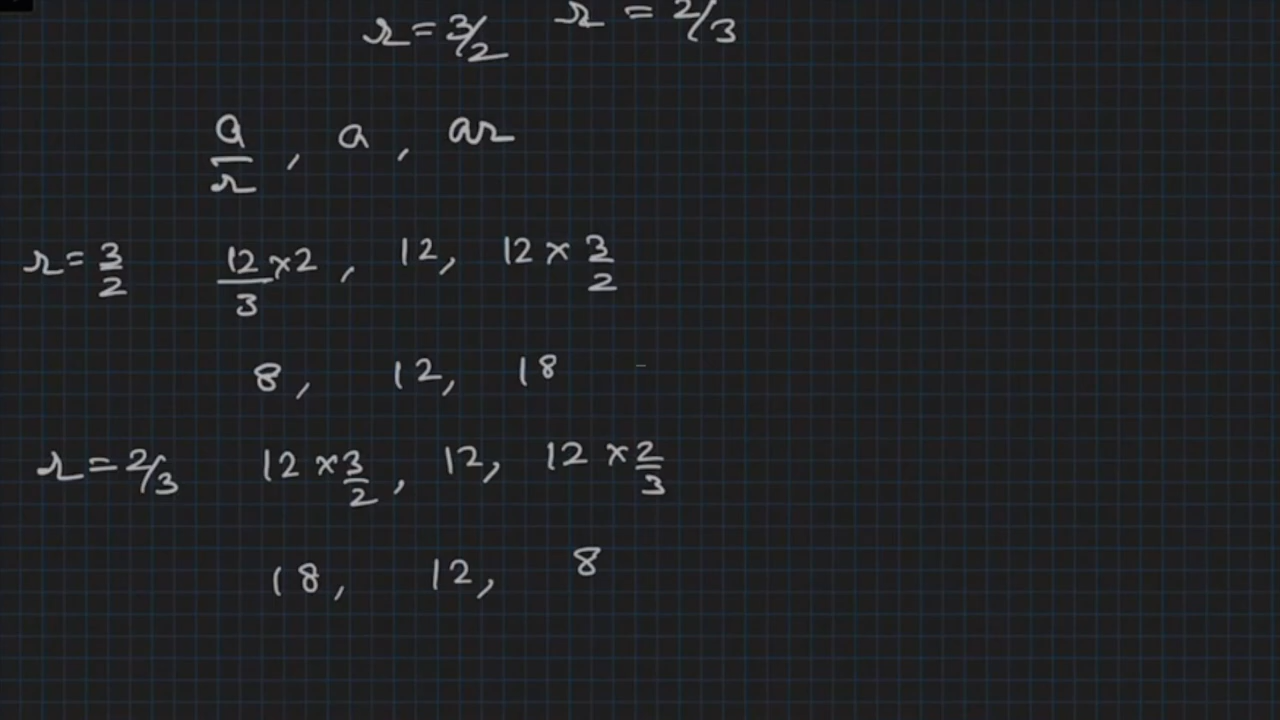 r = 3/2 r = 2/3
a/r , a , ar
r = 3/2 12/3 × 2 , 12, 12 × 3/2
8, 12, 18
r = 2/3 12 × 3/2 , 12, 12 × 2/3
18, 12, 8